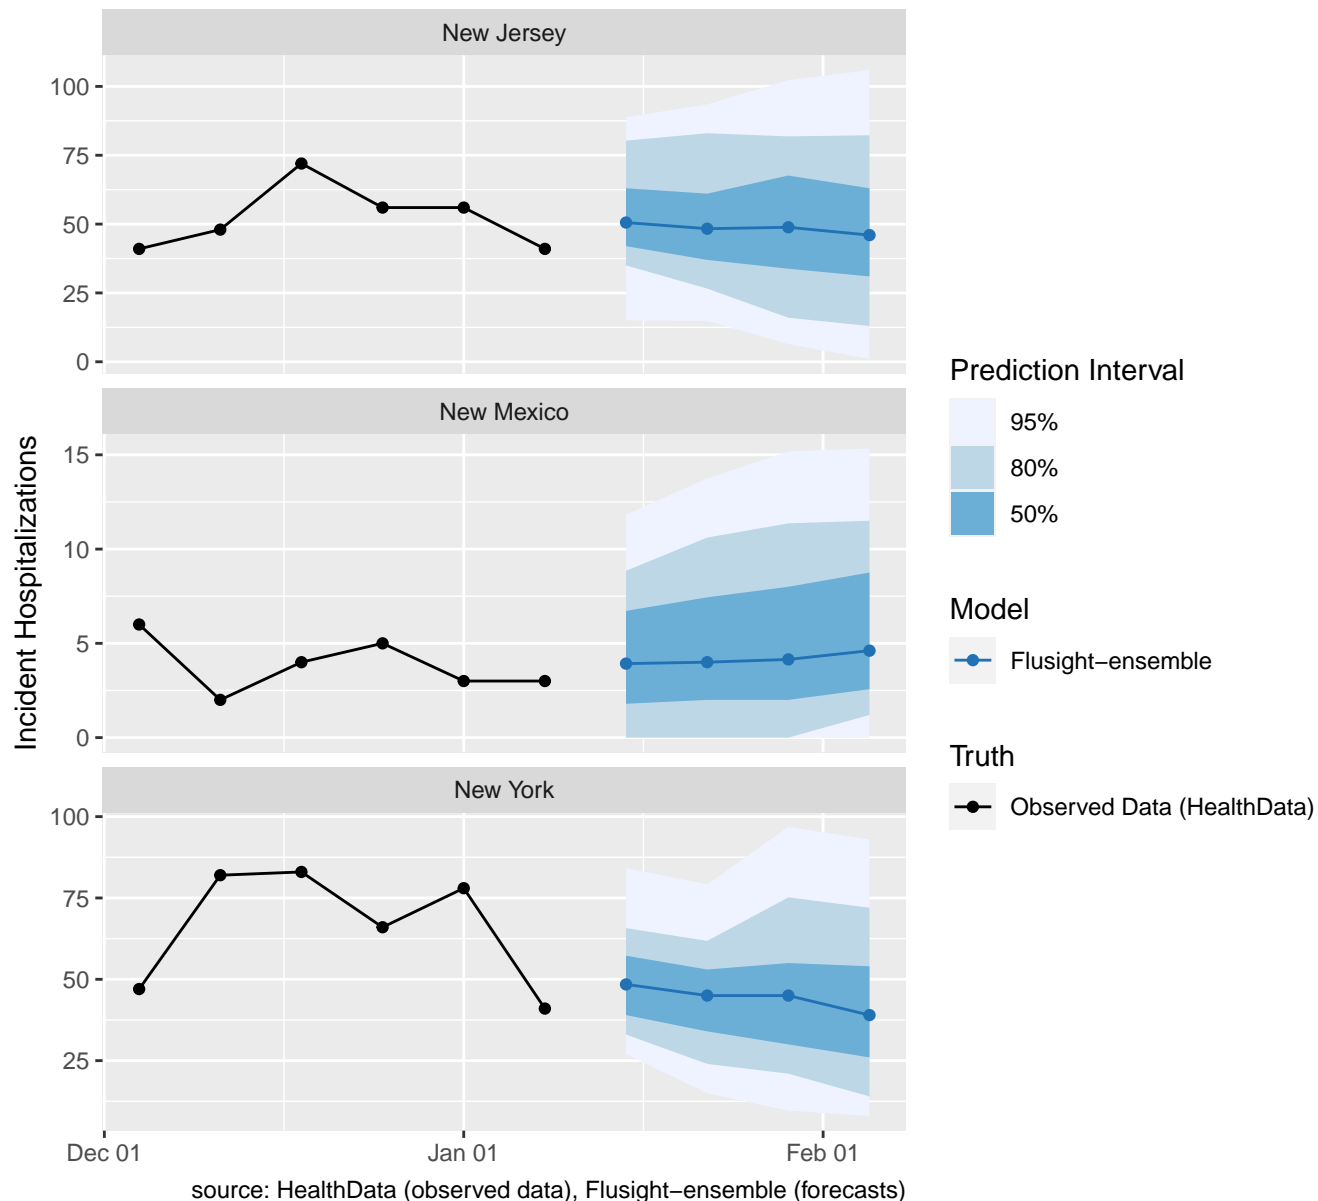 New Jersey
100
75
50
25
0
New Mexico
15
10
5
0
New York
100
75
50
25
Dec 01
Jan 01
Feb 01
Incident Hospitalizations
source: HealthData (observed data), Flusight−ensemble (forecasts)
Prediction Interval
95%
80%
50%
Model
Flusight−ensemble
Truth
Observed Data (HealthData)